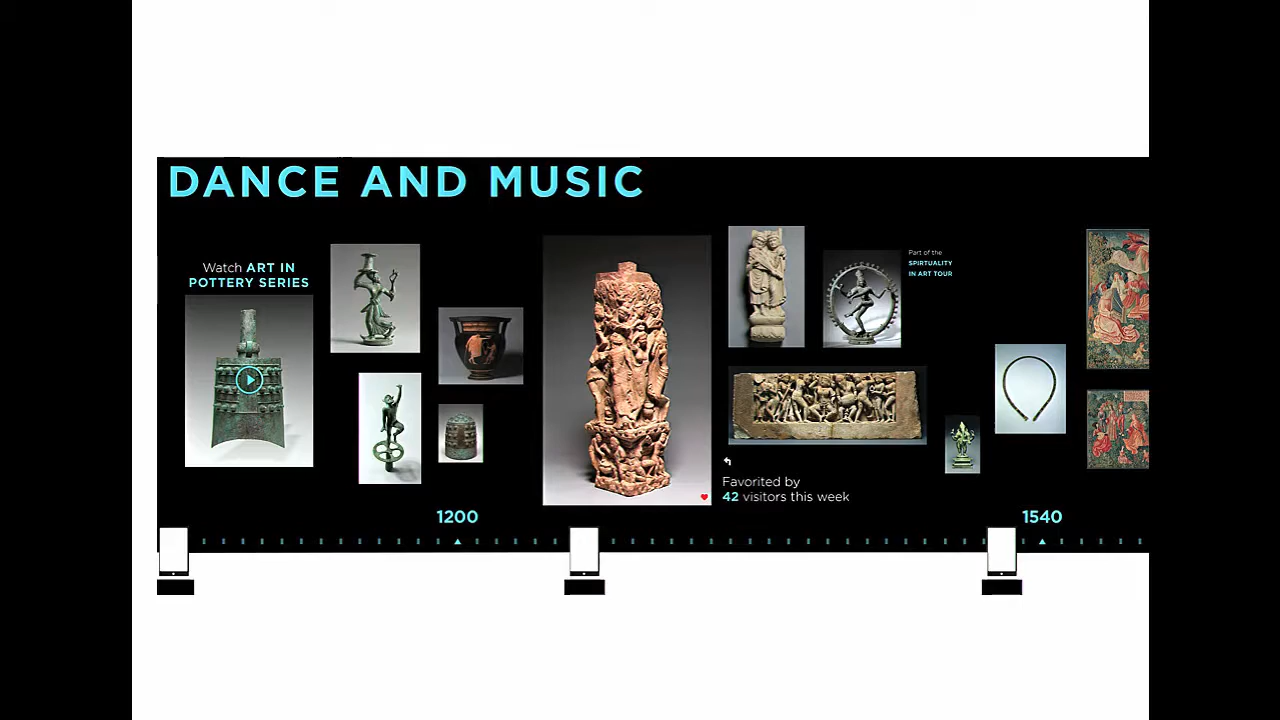 DANCE AND MUSIC
Watch ART IN
POTTERY SERIES
Part of the
SPIRTUALITY
IN ART TOUR
Favorited by
42 visitors this week
1200
1540